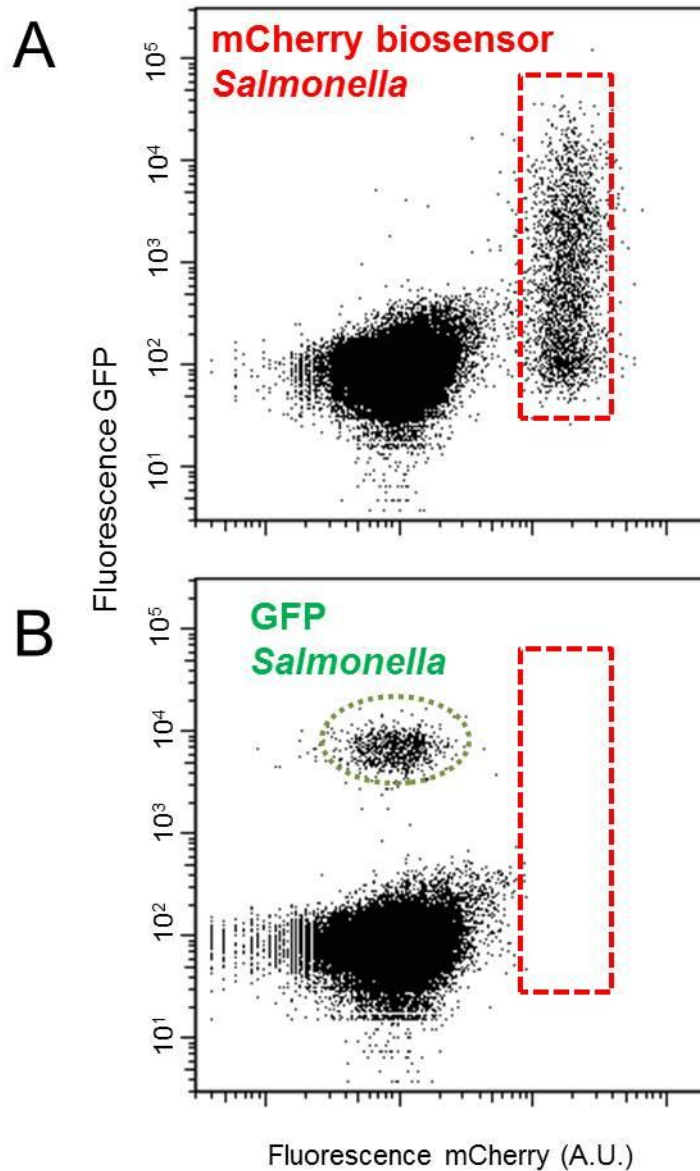 A
mCherry biosensor
Salmonella
10⁵
10⁴
10³
10²
10¹
Fluorescence GFP
B
GFP
Salmonella
10⁵
10⁴
10³
10²
10¹
Fluorescence mCherry (A.U.)